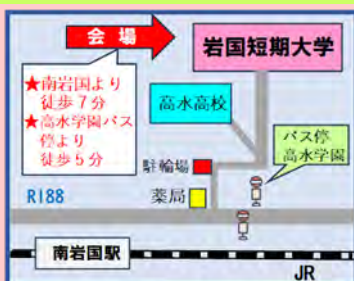 会場
岩国短期大学
★南岩国より
徒歩7分
★高水学園バス
停より
徒歩5分
高水高校
バス停
高水学園
駐輪場
薬局
R188
南岩国駅
JR